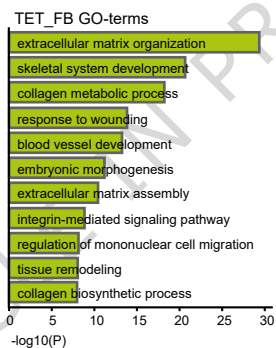 TET_FB GO-terms
extracellular matrix organization
skeletal system development
collagen metabolic process
response to wounding
blood vessel development
embryonic morphogenesis
extracellular matrix assembly
integrin-mediated signaling pathway
regulation of mononuclear cell migration
tissue remodeling
collagen biosynthetic process
0 5 10 15 20 25 30
-log10(P)